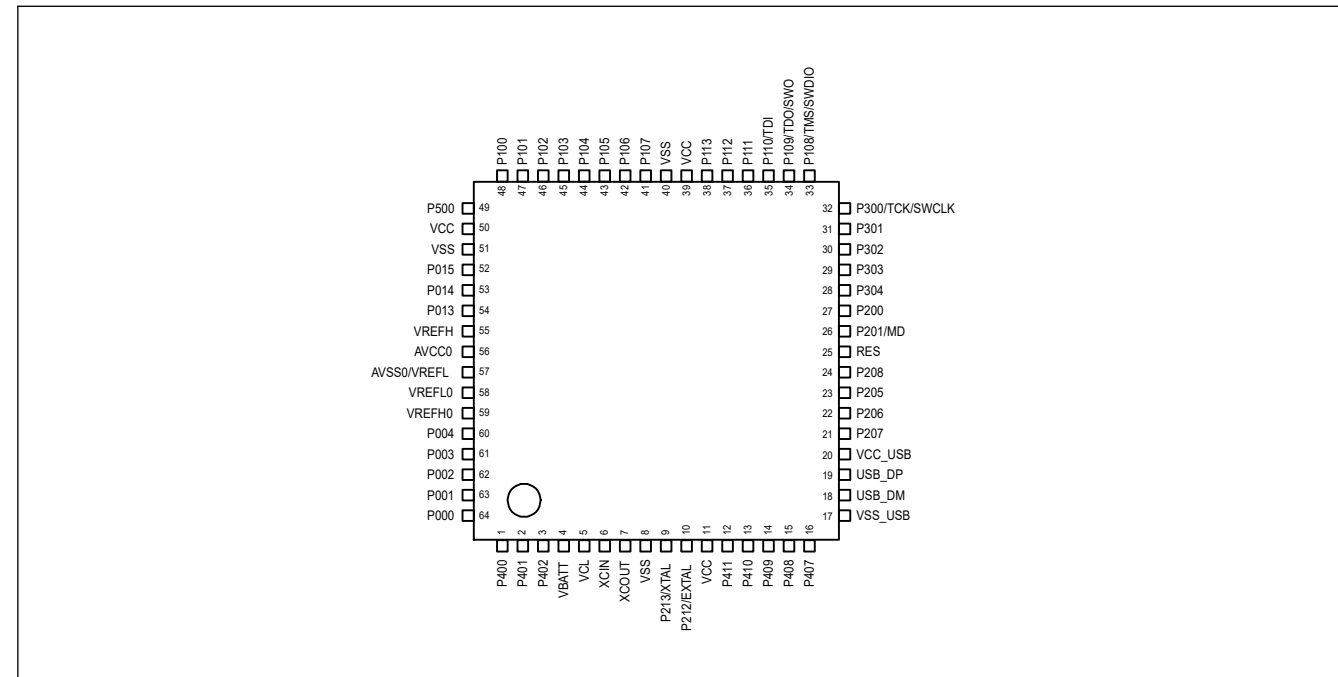 P100
P101
P102
P103
P104
P105
P106
P107
VSS
VCC
P113
P112
P111
P110/TDI
P109/TDO/SWO
P108/TMS/SWDIO
48
47
46
45
44
43
42
41
40
39
38
37
36
35
34
33
P500 49
VCC 50
VSS 51
P015 52
P014 53
P013 54
VREFH 55
AVCC0 56
AVSS0/VREFL 57
VREFL0 58
VREFH0 59
P004 60
P003 61
P002 62
P001 63
P000 64
32 P300/TCK/SWCLK
31 P301
30 P302
29 P303
28 P304
27 P200
26 P201/MD
25 RES
24 P208
23 P205
22 P206
21 P207
20 VCC_USB
19 USB_DP
18 USB_DM
17 VSS_USB
1
2
3
4
5
6
7
8
9
10
11
12
13
14
15
16
P400
P401
P402
VBATT
VCL
XCIN
XCOUT
VSS
P213/XTAL
P212/EXTAL
VCC
P411
P410
P409
P408
P407